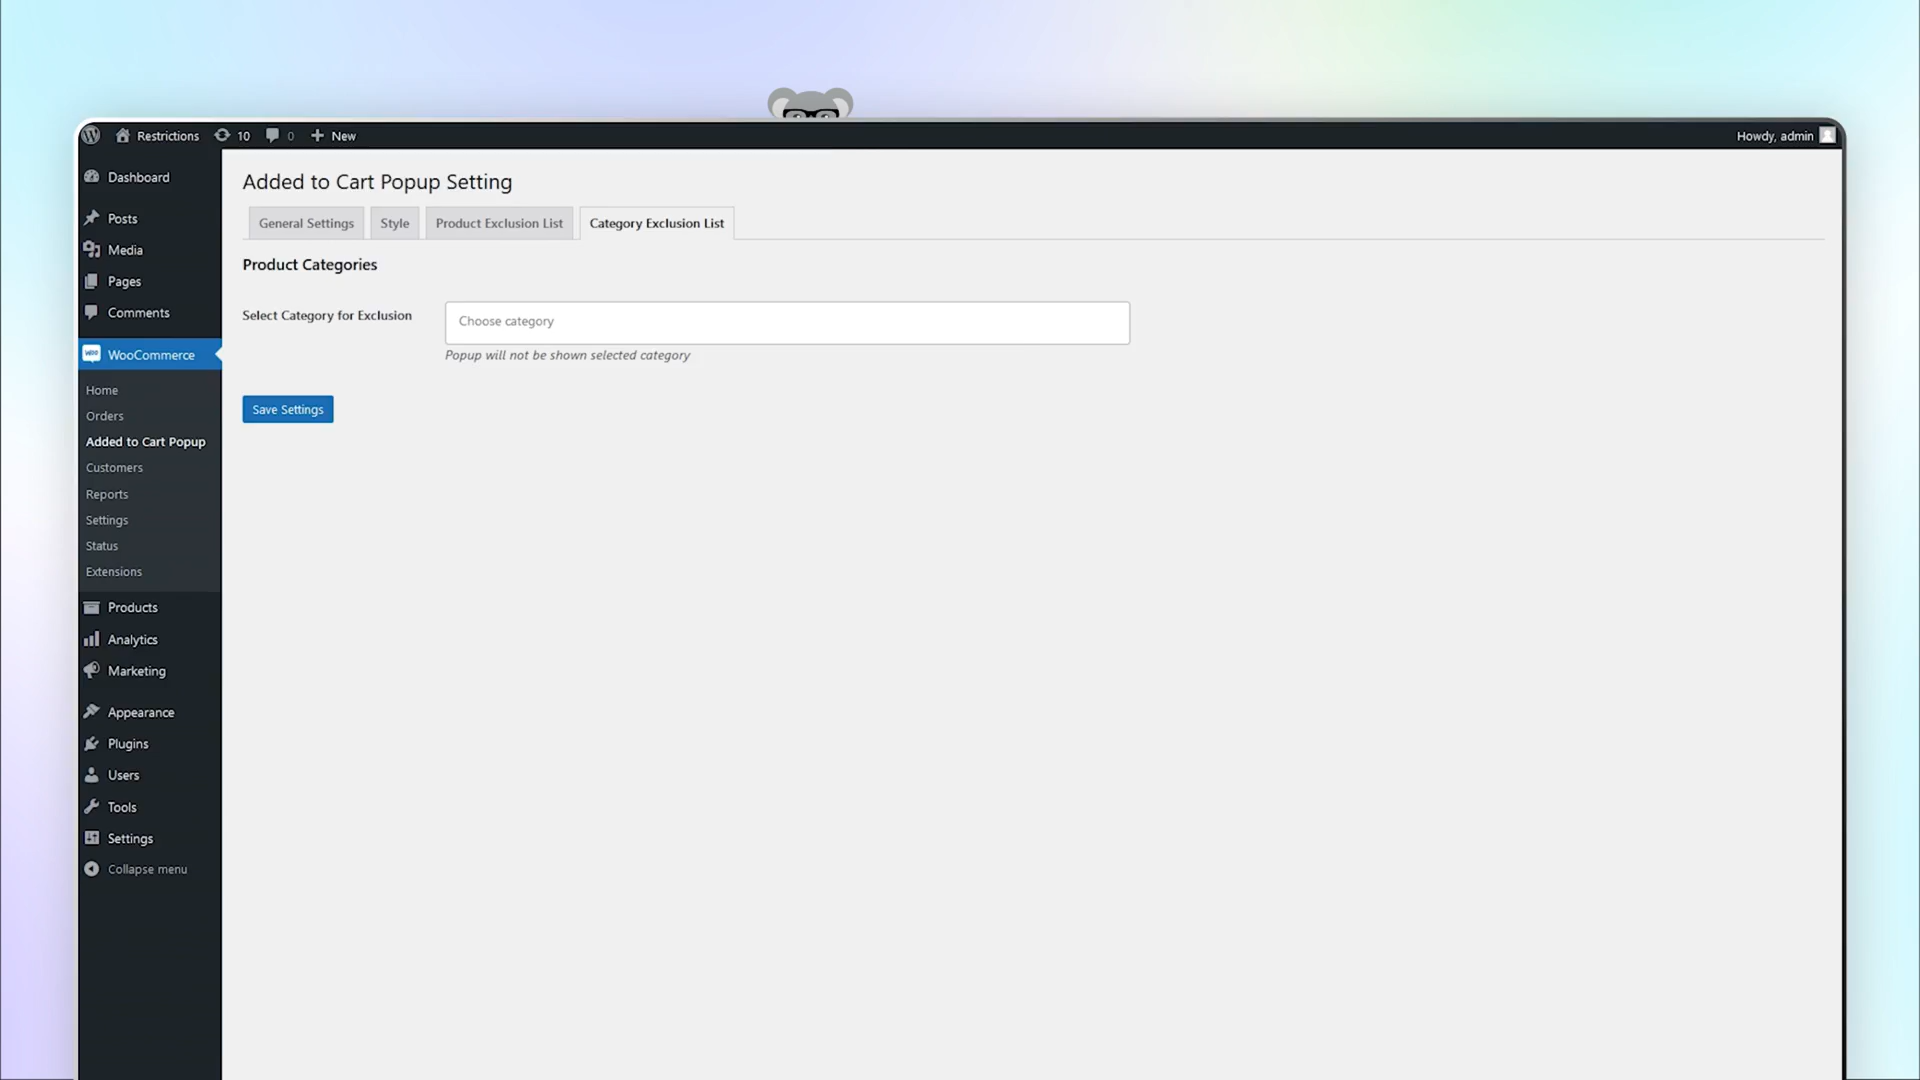 Restrictions 10 0 New Howdy, admin
Dashboard
Posts
Media
Pages
Comments
WooCommerce
Home
Orders
Added to Cart Popup
Customers
Reports
Settings
Status
Extensions
Products
Analytics
Marketing
Appearance
Plugins
Users
Tools
Settings
Collapse menu
Added to Cart Popup Setting
General Settings Style Product Exclusion List Category Exclusion List
Product Categories
Select Category for Exclusion Choose category
Popup will not be shown selected category
Save Settings